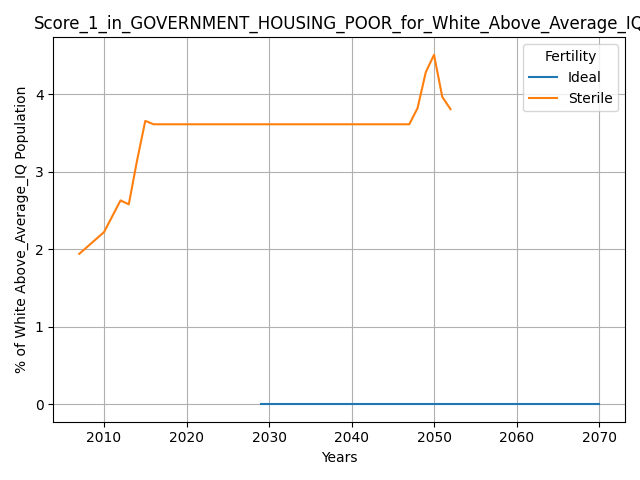 Score_1_in_GOVERNMENT_HOUSING_POOR_for_White_Above_Average_IQ
% of White Above_Average_IQ Population
4
3
2
1
0
Fertility
Ideal
Sterile
2010 2020 2030 2040 2050 2060 2070
Years